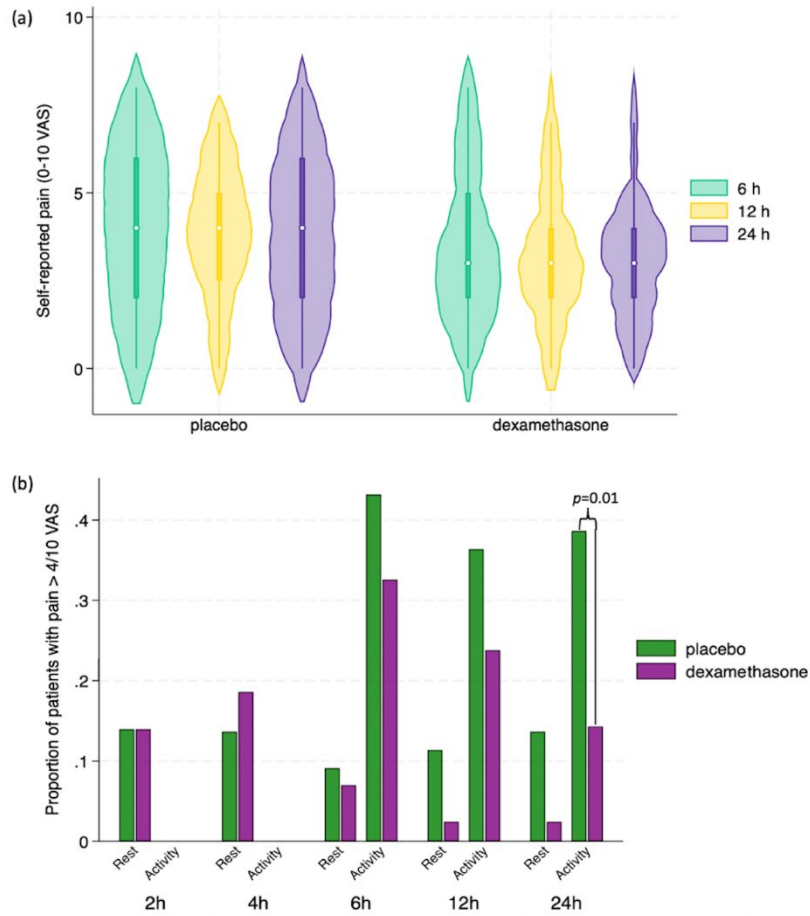 (a)
10
5
0
Self-reported pain (0-10 VAS)
placebo
dexamethasone
6 h
12 h
24 h
(b)
Proportion of patients with pain > 4/10 VAS
.4
.3
.2
.1
0
p=0.01
placebo
dexamethasone
Rest Activity Rest Activity Rest Activity Rest Activity Rest Activity
2h 4h 6h 12h 24h